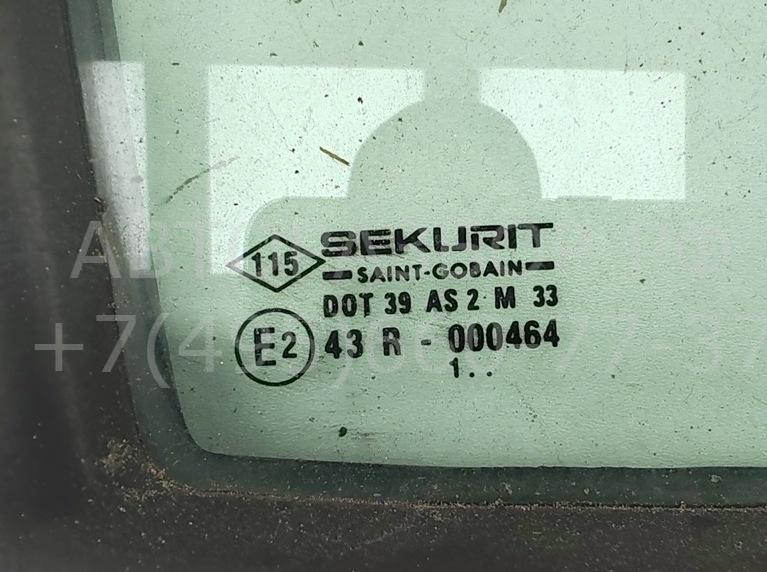 115
SEKURIT
SAINT-GOBAIN
DOT 39 AS 2 M 33
E2 43 R - 000464
1..